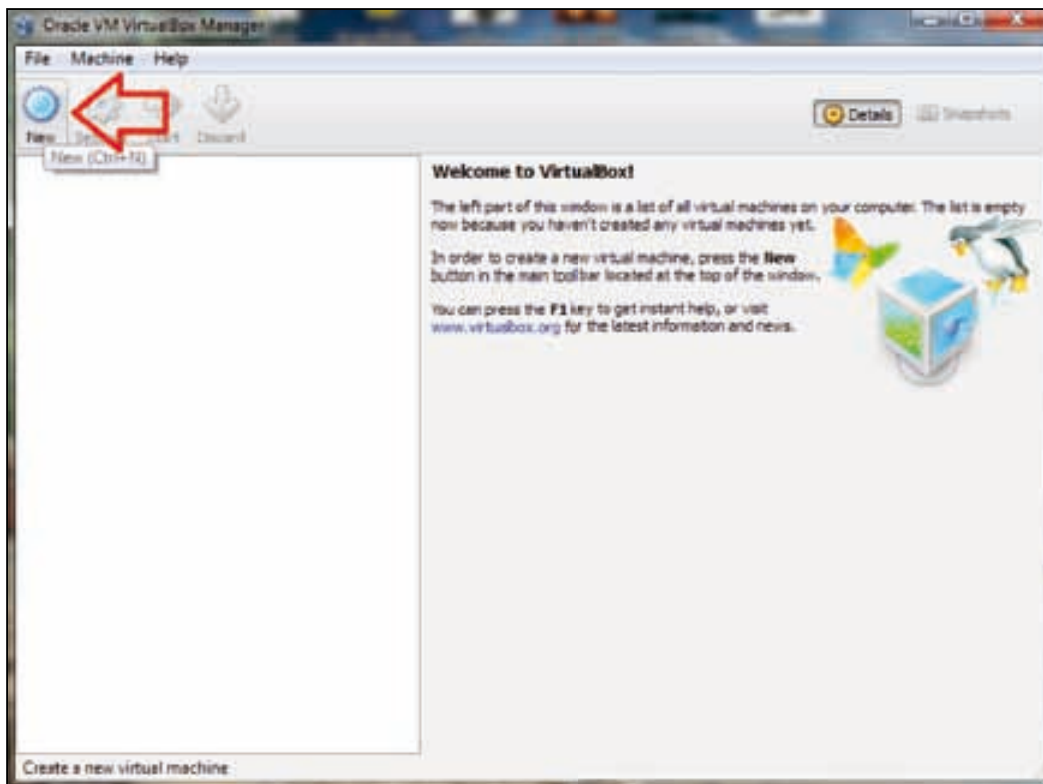 Oracle VM VirtualBox Manager
File Machine Help
New Start Discard
Details Snapshots
New (Ctrl+N)
Welcome to VirtualBox!
The left part of this window is a list of all virtual machines on your computer. The list is empty
now because you haven't created any virtual machines yet.
In order to create a new virtual machine, press the New
button in the main toolbar located at the top of the window.
You can press the F1 key to get instant help, or visit
www.virtualbox.org for the latest information and news.
Create a new virtual machine